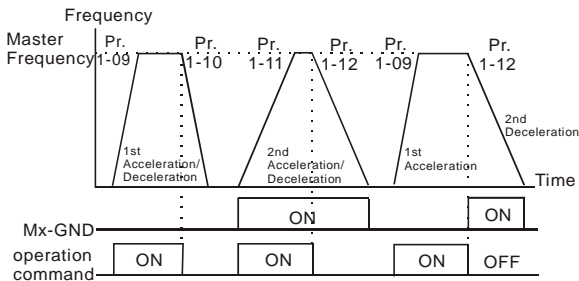 Frequency
Master
Frequency
Pr.
1-09
Pr.
1-10
Pr.
1-11
Pr.
1-12
Pr.
1-09
Pr.
1-12
1st
Acceleration/
Deceleration
2nd
Acceleration/
Deceleration
1st
Acceleration
2nd
Deceleration
Time
Mx-GND
ON
ON
operation
command
ON
ON
ON
OFF